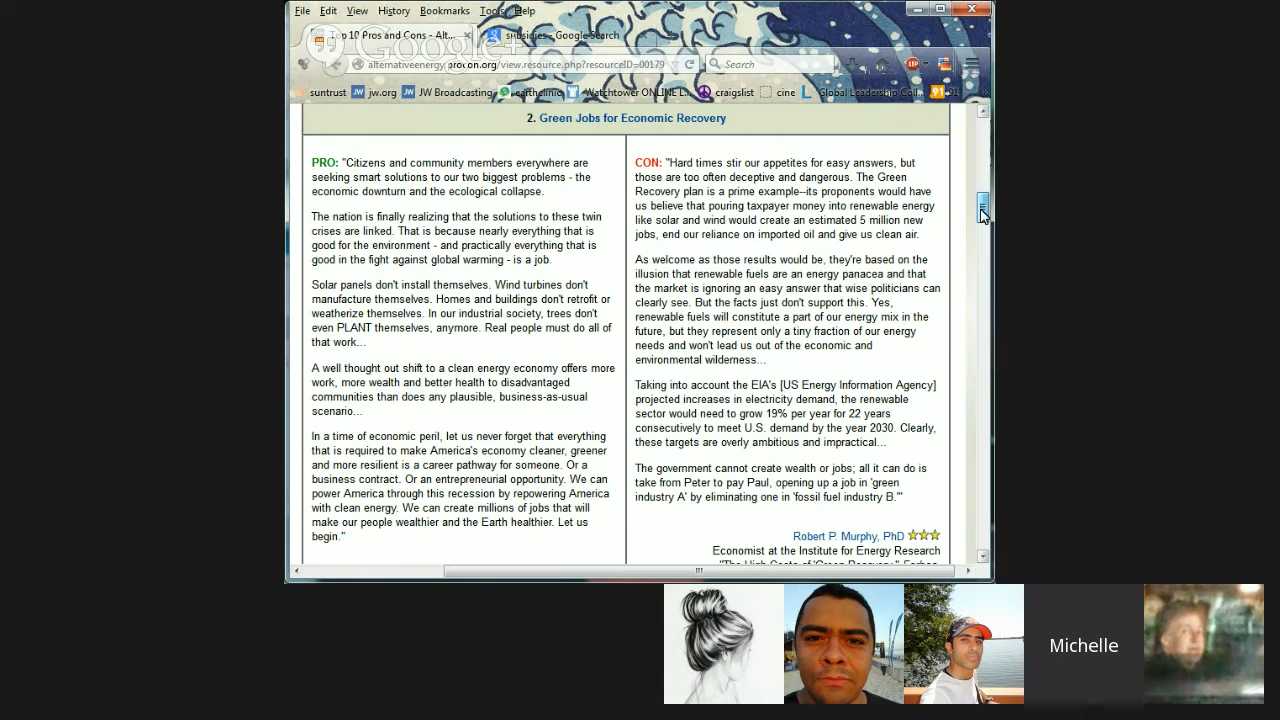 File Edit View History Bookmarks Tools Help
Google+
Top 10 Pros and Cons - Alt...
subsidies - Google Search
alternativeenergy.procon.org/view.resource.php?resourceID=00179
Search
suntrust jw.org JW Broadcasting earthclinic Watchtower ONLINE L... craigslist cine Global Leadership Coll... 91 91
2. Green Jobs for Economic Recovery
PRO: "Citizens and community members everywhere are
seeking smart solutions to our two biggest problems - the
economic downturn and the ecological collapse.
The nation is finally realizing that the solutions to these twin
crises are linked. That is because nearly everything that is
good for the environment - and practically everything that is
good in the fight against global warming - is a job.
Solar panels don't install themselves. Wind turbines don't
manufacture themselves. Homes and buildings don't retrofit or
weatherize themselves. In our industrial society, trees don't
even PLANT themselves, anymore. Real people must do all of
that work...
A well thought out shift to a clean energy economy offers more
work, more wealth and better health to disadvantaged
communities than does any plausible, business-as-usual
scenario...
In a time of economic peril, let us never forget that everything
that is required to make America's economy cleaner, greener
and more resilient is a career pathway for someone. Or a
business contract. Or an entrepreneurial opportunity. We can
power America through this recession by repowering America
with clean energy. We can create millions of jobs that will
make our people wealthier and the Earth healthier. Let us
begin."
CON: "Hard times stir our appetites for easy answers, but
those are too often deceptive and dangerous. The Green
Recovery plan is a prime example--its proponents would have
us believe that pouring taxpayer money into renewable energy
like solar and wind would create an estimated 5 million new
jobs, end our reliance on imported oil and give us clean air.
As welcome as those results would be, they're based on the
illusion that renewable fuels are an energy panacea and that
the market is ignoring an easy answer that wise politicians can
clearly see. But the facts just don't support this. Yes,
renewable fuels will constitute a part of our energy mix in the
future, but they represent only a tiny fraction of our energy
needs and won't lead us out of the economic and
environmental wilderness...
Taking into account the EIA's [US Energy Information Agency]
projected increases in electricity demand, the renewable
sector would need to grow 19% per year for 22 years
consecutively to meet U.S. demand by the year 2030. Clearly,
these targets are overly ambitious and impractical...
The government cannot create wealth or jobs; all it can do is
take from Peter to pay Paul, opening up a job in 'green
industry A' by eliminating one in 'fossil fuel industry B.'"
Robert P. Murphy, PhD
Economist at the Institute for Energy Research
"The High Costs of 'Green Recovery,'" Forbes
Michelle